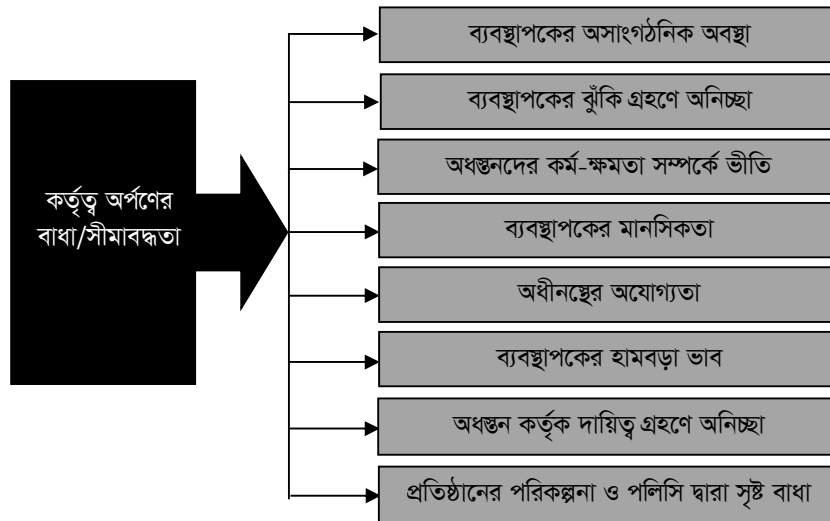 কর্তৃত্ব অর্পণের
বাধা/সীমাবদ্ধতা
ব্যবস্থাপকের অসাংগঠনিক অবস্থা
ব্যবস্থাপকের ঝুঁকি গ্রহণে অনিচ্ছা
অধস্তনদের কর্ম-ক্ষমতা সম্পর্কে ভীতি
ব্যবস্থাপকের মানসিকতা
অধীনস্থের অযোগ্যতা
ব্যবস্থাপকের হামবড়া ভাব
অধস্তন কর্তৃক দায়িত্ব গ্রহণে অনিচ্ছা
প্রতিষ্ঠানের পরিকল্পনা ও পলিসি দ্বারা সৃষ্ট বাধা